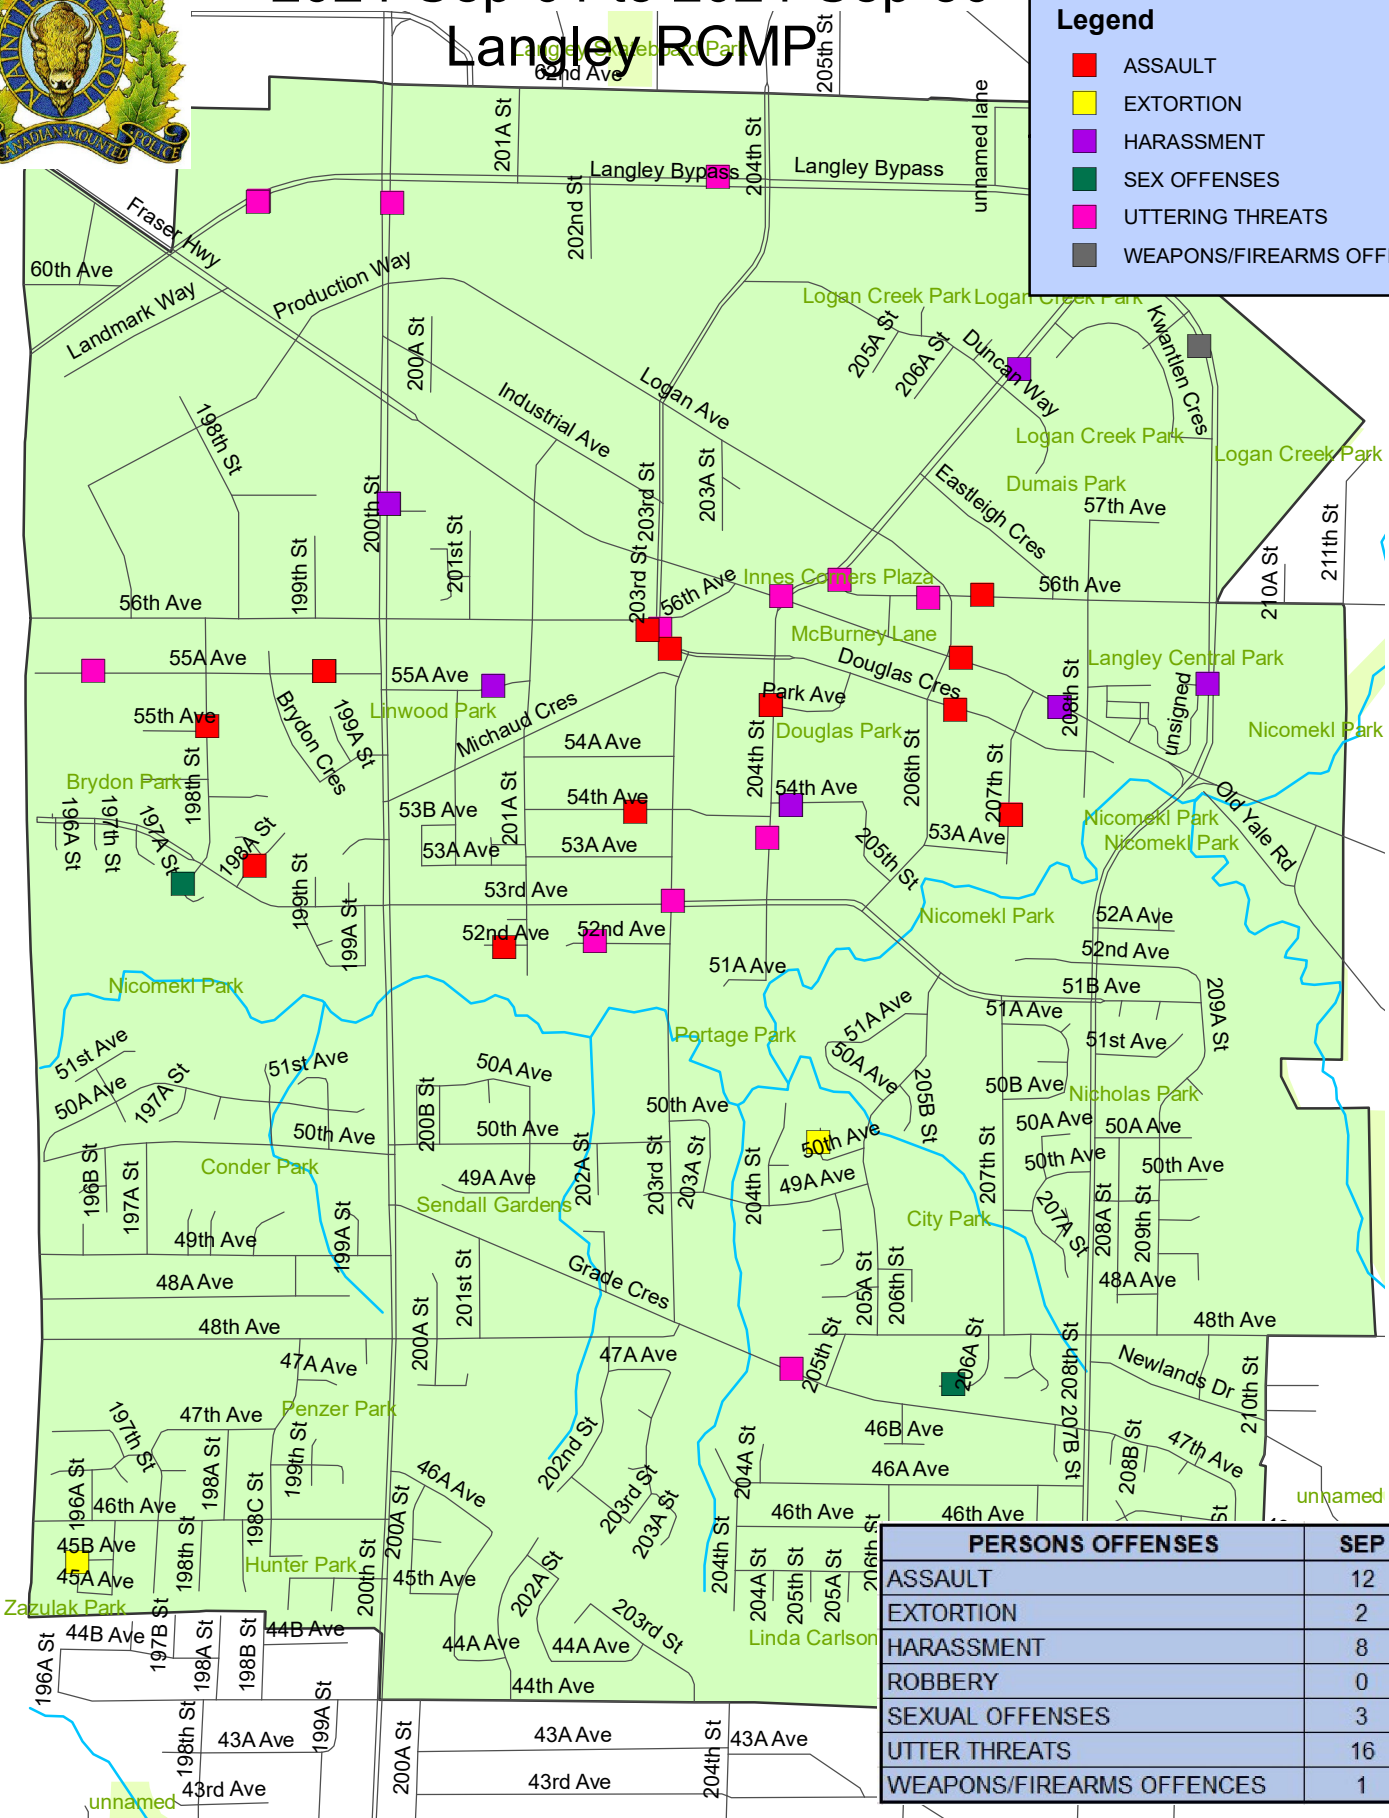 Langley RCMP
Legend
ASSAULT
EXTORTION
HARASSMENT
SEX OFFENSES
UTTERING THREATS
WEAPONS/FIREARMS OFF
MAINTIENS LE DROIT
CANADIAN MOUNTED POLICE
Langley Skateboard Park
62nd Ave
205th St
201A St
204th St
unnamed lane
Langley Bypass
Langley Bypass
202nd St
Fraser Hwy
60th Ave
Landmark Way
Production Way
Logan Creek Park
Logan Creek Park
200A St
205A St
206A St
Duncan Way
Kwantlen Cres
Logan Ave
Industrial Ave
198th St
Logan Creek Park
Logan Creek Park
Dumais Park
57th Ave
200th St
203rd St
203A St
Eastleigh Cres
211th St
210A St
199th St
201st St
203rd St
56th Ave
56th Ave
Innes Corners Plaza
56th Ave
McBurney Lane
55A Ave
55A Ave
Douglas Cres
Langley Central Park
208th St
unsigned
Park Ave
Linwood Park
Brydon Cres
199A St
Michaud Cres
55th Ave
54A Ave
Douglas Park
Nicomekl Park
204th St
206th St
207th St
198th St
Brydon Park
54th Ave
54th Ave
53B Ave
201A St
196A St
197th St
197A St
198A St
53A Ave
53A Ave
53A Ave
205th St
Nicomekl Park
Nicomekl Park
Old Yale Rd
199th St
199A St
53rd Ave
52nd Ave
52nd Ave
Nicomekl Park
52A Ave
52nd Ave
51A Ave
51B Ave
209A St
Nicomekl Park
51A Ave
51A Ave
Portage Park
51st Ave
51st Ave
51st Ave
50A Ave
50A Ave
197A St
50A Ave
205B St
50B Ave
Nicholas Park
200B St
50th Ave
50A Ave
50A Ave
50th Ave
50th Ave
50th Ave
50th Ave
50th Ave
Conder Park
202A St
203rd St
203A St
204th St
207th St
196B St
197A St
49A Ave
49A Ave
Sendall Gardens
City Park
207A St
208A St
209th St
199A St
49th Ave
48A Ave
48A Ave
Grade Cres
201st St
205A St
206th St
48th Ave
48th Ave
200A St
47A Ave
47A Ave
205th St
206A St
208th St
207B St
Newlands Dr
210th St
Penzer Park
47th Ave
197th St
46B Ave
47th Ave
208B St
202nd St
204A St
46A Ave
46A Ave
196A St
198A St
198C St
199th St
203rd St
203A St
46th Ave
46th Ave
46th Ave
unnamed
45B Ave
45A Ave
198th St
Hunter Park
200th St
200A St
45th Ave
202A St
204th St
204A St
205th St
205A St
206th St
Zazulak Park
44B Ave
197B St
198A St
198B St
44B Ave
44A Ave
44A Ave
203rd St
Linda Carlson
196A St
44th Ave
198th St
199A St
43A Ave
43A Ave
43A Ave
200A St
204th St
43rd Ave
43rd Ave
unnamed
PERSONS OFFENSES SEP
ASSAULT 12
EXTORTION 2
HARASSMENT 8
ROBBERY 0
SEXUAL OFFENSES 3
UTTER THREATS 16
WEAPONS/FIREARMS OFFENCES 1